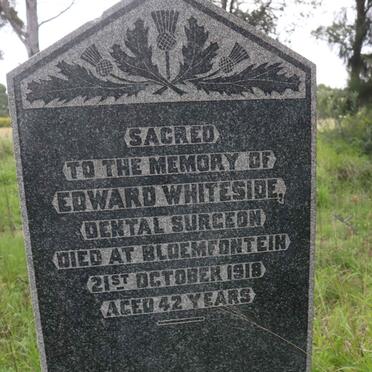 SACRED
TO THE MEMORY OF
EDWARD WHITESIDE,
DENTAL SURGEON
DIED AT BLOEMFONTEIN
21ST OCTOBER 1918
AGED 42 YEARS